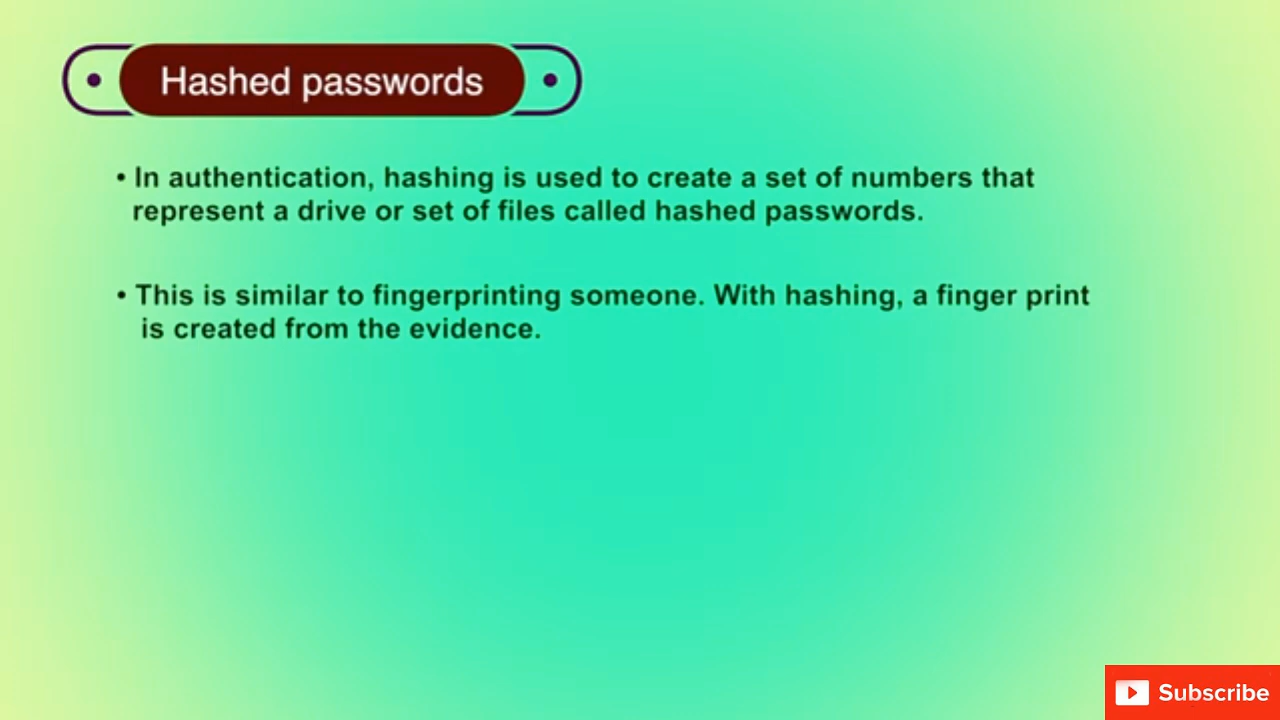 Hashed passwords
• In authentication, hashing is used to create a set of numbers that
represent a drive or set of files called hashed passwords.
• This is similar to fingerprinting someone. With hashing, a finger print
is created from the evidence.
Subscribe